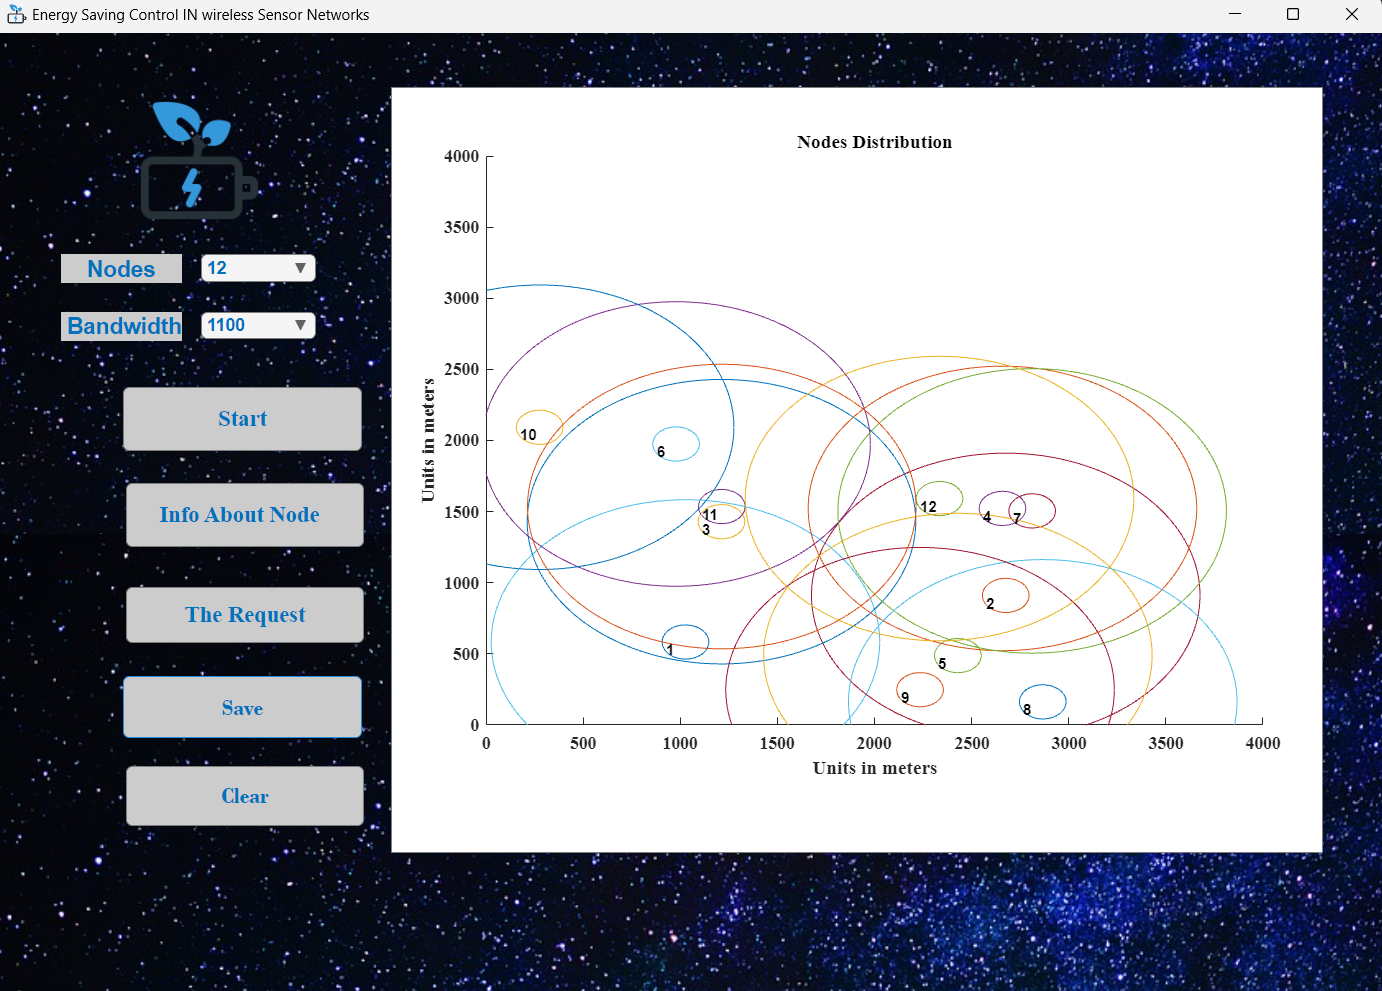 Energy Saving Control IN wireless Sensor Networks
Nodes
12
Bandwidth
1100
Start
Info About Node
The Request
Save
Clear
Nodes Distribution
4000
3500
3000
2500
2000
1500
1000
500
0
Units in meters
10
6
11
3
12
4
7
2
1
5
9
8
0
500
1000
1500
2000
2500
3000
3500
4000
Units in meters